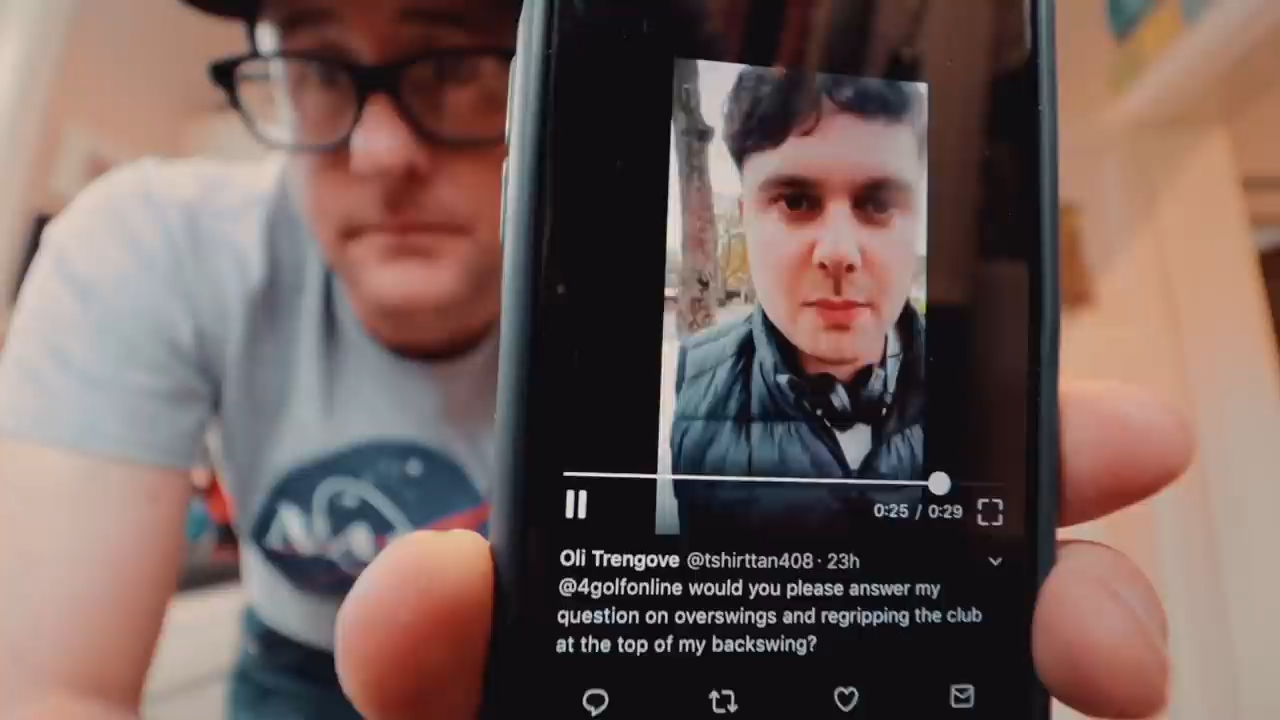 NASA
0:25 / 0:29
Oli Trengove @tshirttan408 · 23h
@4golfonline would you please answer my
question on overswings and regripping the club
at the top of my backswing?